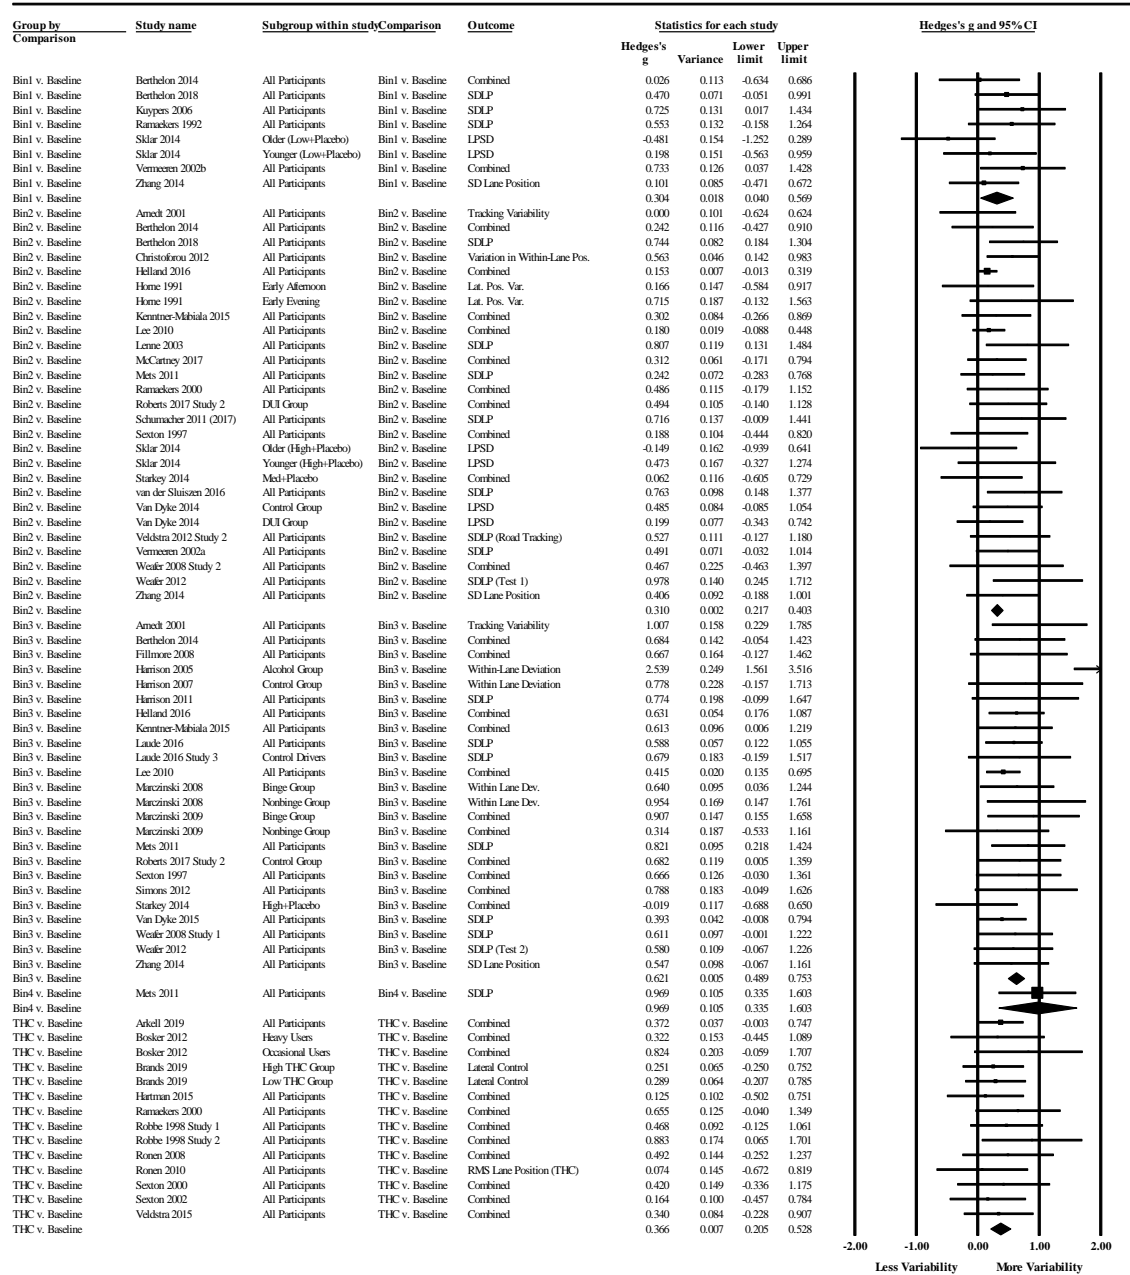 Group by Comparison Study name Subgroup within study Comparison Outcome Statistics for each study Hedges's g and 95% CI
Hedges's g Variance Lower limit Upper limit
Bin1 v. Baseline Berthelon 2014 All Participants Bin1 v. Baseline Combined 0.026 0.113 -0.634 0.686
Bin1 v. Baseline Berthelon 2018 All Participants Bin1 v. Baseline SDLP 0.470 0.071 -0.051 0.991
Bin1 v. Baseline Kuypers 2006 All Participants Bin1 v. Baseline SDLP 0.725 0.131 0.017 1.434
Bin1 v. Baseline Ramaekers 1992 All Participants Bin1 v. Baseline SDLP 0.553 0.132 -0.158 1.264
Bin1 v. Baseline Sklar 2014 Older (Low+Placebo) Bin1 v. Baseline LPSD -0.481 0.154 -1.252 0.289
Bin1 v. Baseline Sklar 2014 Younger (Low+Placebo) Bin1 v. Baseline LPSD 0.198 0.151 -0.563 0.959
Bin1 v. Baseline Vermeeren 2002b All Participants Bin1 v. Baseline Combined 0.733 0.126 0.037 1.428
Bin1 v. Baseline Zhang 2014 All Participants Bin1 v. Baseline SD Lane Position 0.101 0.085 -0.471 0.672
Bin1 v. Baseline 0.304 0.018 0.040 0.569
Bin2 v. Baseline Arnedt 2001 All Participants Bin2 v. Baseline Tracking Variability 0.000 0.101 -0.624 0.624
Bin2 v. Baseline Berthelon 2014 All Participants Bin2 v. Baseline Combined 0.242 0.116 -0.427 0.910
Bin2 v. Baseline Berthelon 2018 All Participants Bin2 v. Baseline SDLP 0.744 0.082 0.184 1.304
Bin2 v. Baseline Christoforou 2012 All Participants Bin2 v. Baseline Variation in Within-Lane Pos. 0.563 0.046 0.142 0.983
Bin2 v. Baseline Helland 2016 All Participants Bin2 v. Baseline Combined 0.153 0.007 -0.013 0.319
Bin2 v. Baseline Horne 1991 Early Afternoon Bin2 v. Baseline Lat. Pos. Var. 0.166 0.147 -0.584 0.917
Bin2 v. Baseline Horne 1991 Early Evening Bin2 v. Baseline Lat. Pos. Var. 0.715 0.187 -0.132 1.563
Bin2 v. Baseline Kenntner-Mabiala 2015 All Participants Bin2 v. Baseline Combined 0.302 0.084 -0.266 0.869
Bin2 v. Baseline Lee 2010 All Participants Bin2 v. Baseline Combined 0.180 0.019 -0.088 0.448
Bin2 v. Baseline Lenne 2003 All Participants Bin2 v. Baseline SDLP 0.807 0.119 0.131 1.484
Bin2 v. Baseline McCartney 2017 All Participants Bin2 v. Baseline Combined 0.312 0.061 -0.171 0.794
Bin2 v. Baseline Mets 2011 All Participants Bin2 v. Baseline SDLP 0.242 0.072 -0.283 0.768
Bin2 v. Baseline Ramaekers 2000 All Participants Bin2 v. Baseline Combined 0.486 0.115 -0.179 1.152
Bin2 v. Baseline Roberts 2017 Study 2 DUI Group Bin2 v. Baseline Combined 0.494 0.105 -0.140 1.128
Bin2 v. Baseline Schumacher 2011 (2017) All Participants Bin2 v. Baseline SDLP 0.716 0.137 -0.009 1.441
Bin2 v. Baseline Sexton 1997 All Participants Bin2 v. Baseline Combined 0.188 0.104 -0.444 0.820
Bin2 v. Baseline Sklar 2014 Older (High+Placebo) Bin2 v. Baseline LPSD -0.149 0.162 -0.939 0.641
Bin2 v. Baseline Sklar 2014 Younger (High+Placebo) Bin2 v. Baseline LPSD 0.473 0.167 -0.327 1.274
Bin2 v. Baseline Starkey 2014 Med+Placebo Bin2 v. Baseline Combined 0.062 0.116 -0.605 0.729
Bin2 v. Baseline van der Sluiszen 2016 All Participants Bin2 v. Baseline SDLP 0.763 0.098 0.148 1.377
Bin2 v. Baseline Van Dyke 2014 Control Group Bin2 v. Baseline LPSD 0.485 0.084 -0.085 1.054
Bin2 v. Baseline Van Dyke 2014 DUI Group Bin2 v. Baseline LPSD 0.199 0.077 -0.343 0.742
Bin2 v. Baseline Veldstra 2012 Study 2 All Participants Bin2 v. Baseline SDLP (Road Tracking) 0.527 0.111 -0.127 1.180
Bin2 v. Baseline Vermeeren 2002a All Participants Bin2 v. Baseline SDLP 0.491 0.071 -0.032 1.014
Bin2 v. Baseline Weafer 2008 Study 2 All Participants Bin2 v. Baseline Combined 0.467 0.225 -0.463 1.397
Bin2 v. Baseline Weafer 2012 All Participants Bin2 v. Baseline SDLP (Test 1) 0.978 0.140 0.245 1.712
Bin2 v. Baseline Zhang 2014 All Participants Bin2 v. Baseline SD Lane Position 0.406 0.092 -0.188 1.001
Bin2 v. Baseline 0.310 0.002 0.217 0.403
Bin3 v. Baseline Arnedt 2001 All Participants Bin3 v. Baseline Tracking Variability 1.007 0.158 0.229 1.785
Bin3 v. Baseline Berthelon 2014 All Participants Bin3 v. Baseline Combined 0.684 0.142 -0.054 1.423
Bin3 v. Baseline Fillmore 2008 All Participants Bin3 v. Baseline Combined 0.667 0.164 -0.127 1.462
Bin3 v. Baseline Harrison 2005 Alcohol Group Bin3 v. Baseline Within-Lane Deviation 2.539 0.249 1.561 3.516
Bin3 v. Baseline Harrison 2007 Control Group Bin3 v. Baseline Within Lane Deviation 0.778 0.228 -0.157 1.713
Bin3 v. Baseline Harrison 2011 All Participants Bin3 v. Baseline SDLP 0.774 0.198 -0.099 1.647
Bin3 v. Baseline Helland 2016 All Participants Bin3 v. Baseline Combined 0.631 0.054 0.176 1.087
Bin3 v. Baseline Kenntner-Mabiala 2015 All Participants Bin3 v. Baseline Combined 0.613 0.096 0.006 1.219
Bin3 v. Baseline Laude 2016 All Participants Bin3 v. Baseline SDLP 0.588 0.057 0.122 1.055
Bin3 v. Baseline Laude 2016 Study 3 Control Drivers Bin3 v. Baseline SDLP 0.679 0.183 -0.159 1.517
Bin3 v. Baseline Lee 2010 All Participants Bin3 v. Baseline Combined 0.415 0.020 0.135 0.695
Bin3 v. Baseline Marczinski 2008 Binge Group Bin3 v. Baseline Within Lane Dev. 0.640 0.095 0.036 1.244
Bin3 v. Baseline Marczinski 2008 Nonbinge Group Bin3 v. Baseline Within Lane Dev. 0.954 0.169 0.147 1.761
Bin3 v. Baseline Marczinski 2009 Binge Group Bin3 v. Baseline Combined 0.907 0.147 0.155 1.658
Bin3 v. Baseline Marczinski 2009 Nonbinge Group Bin3 v. Baseline Combined 0.314 0.187 -0.533 1.161
Bin3 v. Baseline Mets 2011 All Participants Bin3 v. Baseline SDLP 0.821 0.095 0.218 1.424
Bin3 v. Baseline Roberts 2017 Study 2 Control Group Bin3 v. Baseline Combined 0.682 0.119 0.005 1.359
Bin3 v. Baseline Sexton 1997 All Participants Bin3 v. Baseline Combined 0.666 0.126 -0.030 1.361
Bin3 v. Baseline Simons 2012 All Participants Bin3 v. Baseline Combined 0.788 0.183 -0.049 1.626
Bin3 v. Baseline Starkey 2014 High+Placebo Bin3 v. Baseline Combined -0.019 0.117 -0.688 0.650
Bin3 v. Baseline Van Dyke 2015 All Participants Bin3 v. Baseline SDLP 0.393 0.042 -0.008 0.794
Bin3 v. Baseline Weafer 2008 Study 1 All Participants Bin3 v. Baseline SDLP 0.611 0.097 -0.001 1.222
Bin3 v. Baseline Weafer 2012 All Participants Bin3 v. Baseline SDLP (Test 2) 0.580 0.109 -0.067 1.226
Bin3 v. Baseline Zhang 2014 All Participants Bin3 v. Baseline SD Lane Position 0.547 0.098 -0.067 1.161
Bin3 v. Baseline 0.621 0.005 0.489 0.753
Bin4 v. Baseline Mets 2011 All Participants Bin4 v. Baseline SDLP 0.969 0.105 0.335 1.603
Bin4 v. Baseline 0.969 0.105 0.335 1.603
THC v. Baseline Arkell 2019 All Participants THC v. Baseline Combined 0.372 0.037 -0.003 0.747
THC v. Baseline Bosker 2012 Heavy Users THC v. Baseline Combined 0.322 0.153 -0.445 1.089
THC v. Baseline Bosker 2012 Occasional Users THC v. Baseline Combined 0.824 0.203 -0.059 1.707
THC v. Baseline Brands 2019 High THC Group THC v. Baseline Lateral Control 0.251 0.065 -0.250 0.752
THC v. Baseline Brands 2019 Low THC Group THC v. Baseline Lateral Control 0.289 0.064 -0.207 0.785
THC v. Baseline Hartman 2015 All Participants THC v. Baseline Combined 0.125 0.102 -0.502 0.751
THC v. Baseline Ramaekers 2000 All Participants THC v. Baseline Combined 0.655 0.125 -0.040 1.349
THC v. Baseline Robbe 1998 Study 1 All Participants THC v. Baseline Combined 0.468 0.092 -0.125 1.061
THC v. Baseline Robbe 1998 Study 2 All Participants THC v. Baseline Combined 0.883 0.174 0.065 1.701
THC v. Baseline Ronen 2008 All Participants THC v. Baseline Combined 0.492 0.144 -0.252 1.237
THC v. Baseline Ronen 2010 All Participants THC v. Baseline RMS Lane Position (THC) 0.074 0.145 -0.672 0.819
THC v. Baseline Sexton 2000 All Participants THC v. Baseline Combined 0.420 0.149 -0.336 1.175
THC v. Baseline Sexton 2002 All Participants THC v. Baseline Combined 0.164 0.100 -0.457 0.784
THC v. Baseline Veldstra 2015 All Participants THC v. Baseline Combined 0.340 0.084 -0.228 0.907
THC v. Baseline 0.366 0.007 0.205 0.528
-2.00 -1.00 0.00 1.00 2.00
Less Variability More Variability